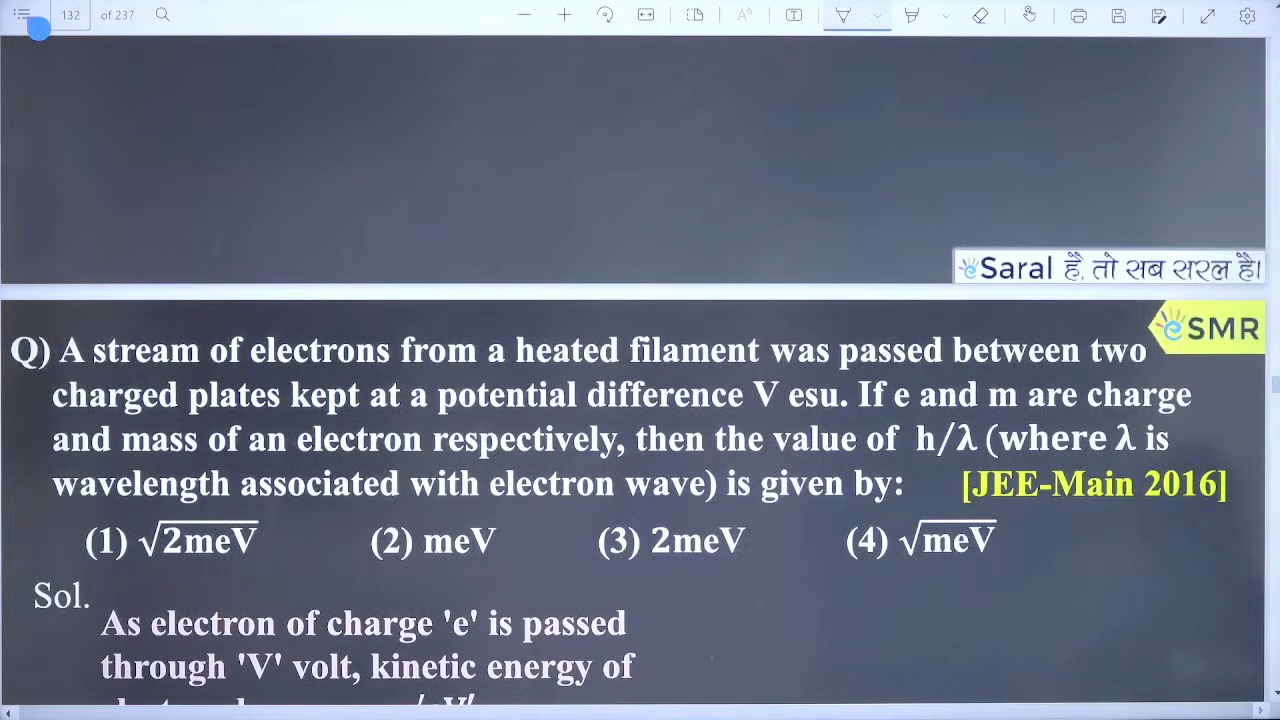 132 of 237
eSaral है, तो सब सरल है।
eSMR
Q) A stream of electrons from a heated filament was passed between two
charged plates kept at a potential difference V esu. If e and m are charge
and mass of an electron respectively, then the value of h/λ (where λ is
wavelength associated with electron wave) is given by: [JEE-Main 2016]
(1) √2meV (2) meV (3) 2meV (4) √meV
Sol.
As electron of charge 'e' is passed
through 'V' volt, kinetic energy of